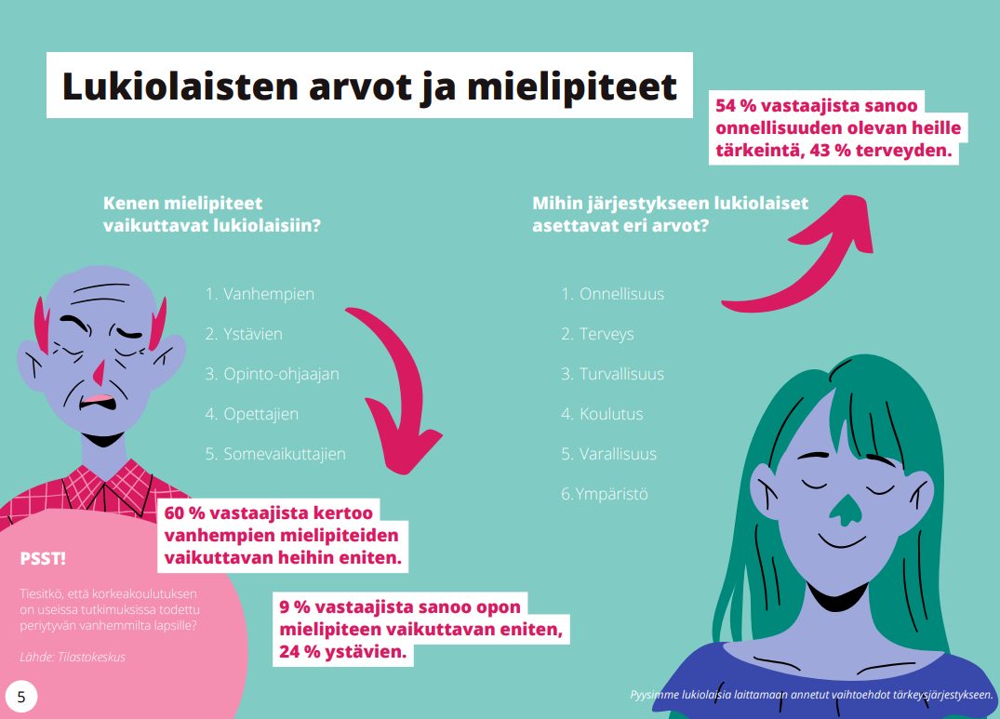 Lukiolaisten arvot ja mielipiteet
54 % vastaajista sanoo
onnellisuuden olevan heille
tärkeintä, 43 % terveyden.
Kenen mielipiteet
vaikuttavat lukiolaisiin?
1. Vanhempien
2. Ystävien
3. Opinto-ohjaajan
4. Opettajien
5. Somevaikuttajien
60 % vastaajista kertoo
vanhempien mielipiteiden
vaikuttavan heihin eniten.
9 % vastaajista sanoo opon
mielipiteen vaikuttavan eniten,
24 % ystävien.
Mihin järjestykseen lukiolaiset
asettavat eri arvot?
1. Onnellisuus
2. Terveys
3. Turvallisuus
4. Koulutus
5. Varallisuus
6.Ympäristö
PSST!
Tiesitkö, että korkeakoulutuksen
on useissa tutkimuksissa todettu
periytyvän vanhemmilta lapsille?
Lähde: Tilastokeskus
5
Pyysimme lukiolaisia laittamaan annetut vaihtoehdot tärkeysjärjestykseen.